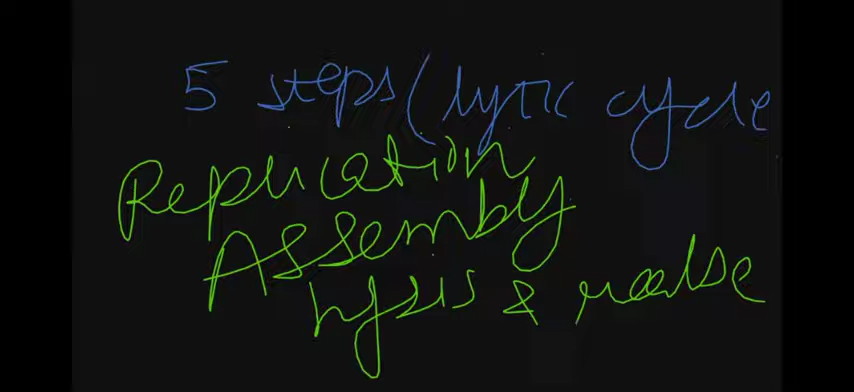 5 steps (lytic cycle
Replication
Assembly
Lysis & realse